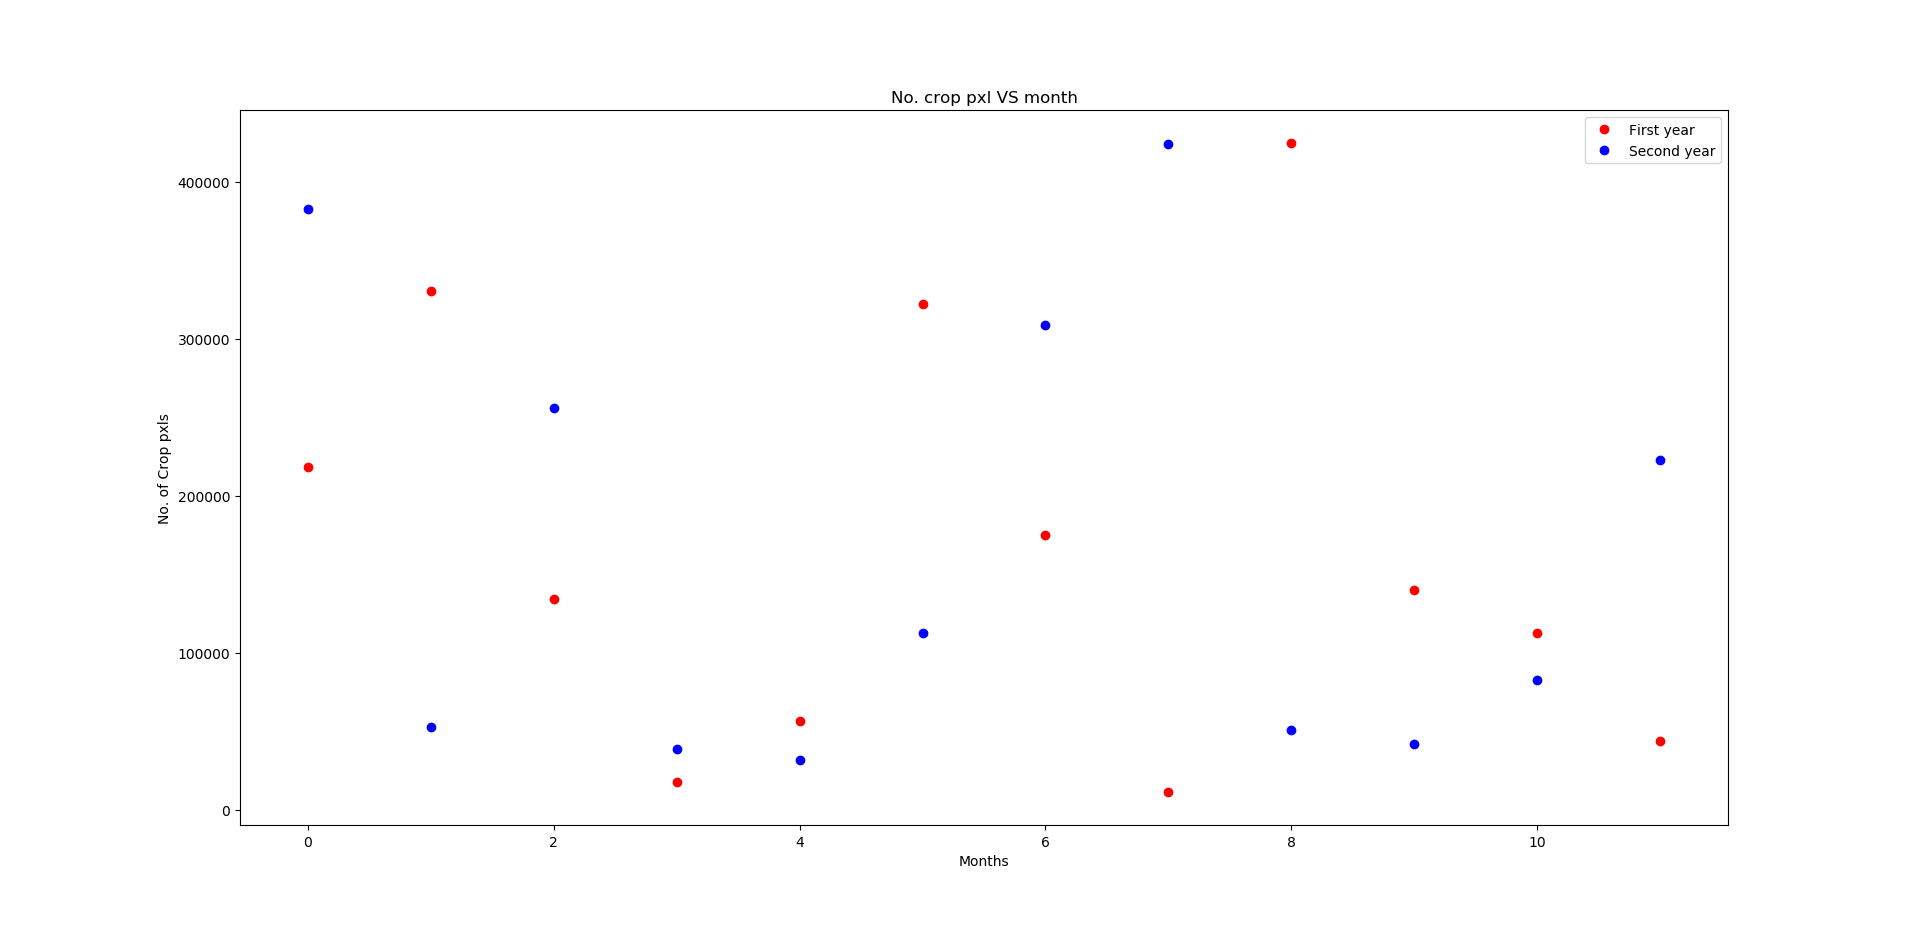 No. crop pxl VS month
First year
Second year
400000
300000
200000
100000
0
No. of Crop pxls
0 2 4 6 8 10
Months